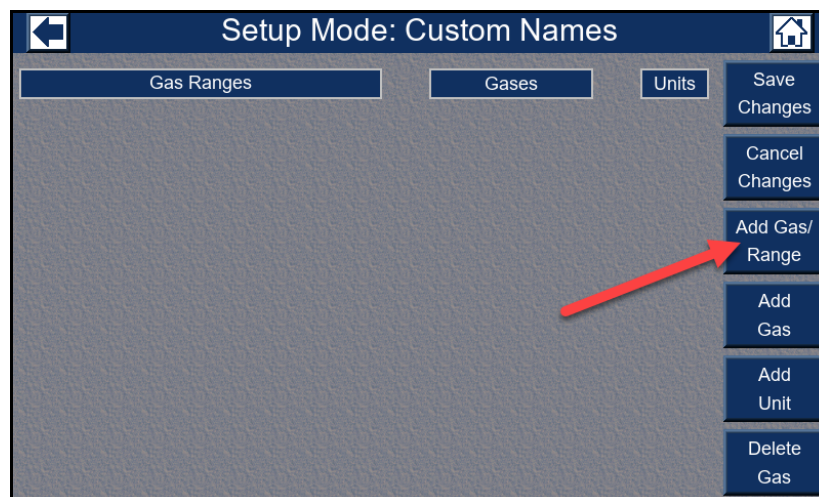 Setup Mode: Custom Names
Gas Ranges
Gases
Units
Save
Changes
Cancel
Changes
Add Gas/
Range
Add
Gas
Add
Unit
Delete
Gas